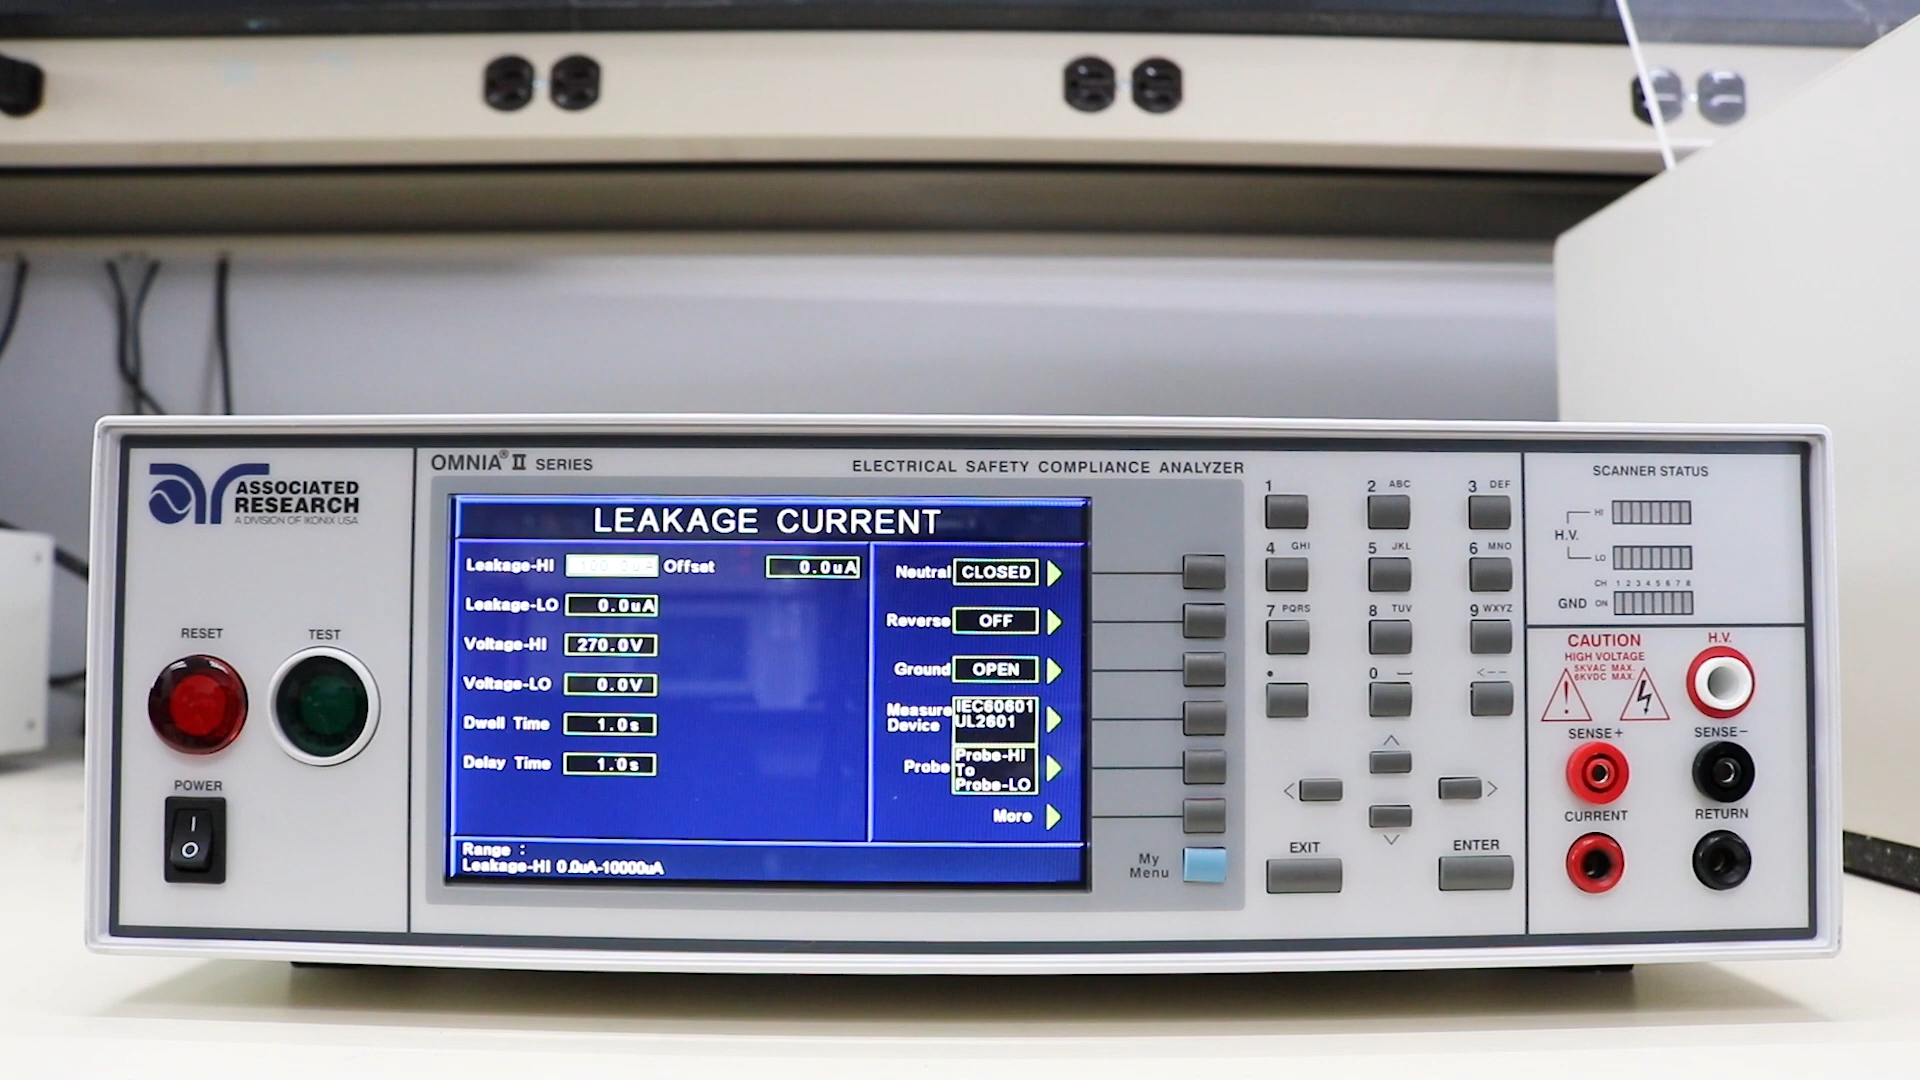 ASSOCIATED
RESEARCH
A DIVISION OF IKONIX USA
RESET
TEST
POWER
I
O
OMNIA® II SERIES
ELECTRICAL SAFETY COMPLIANCE ANALYZER
LEAKAGE CURRENT
Leakage-HI Offset 0.0uA
Leakage-LO 0.0uA
Voltage-HI 270.0V
Voltage-LO 0.0V
Dwell Time 1.0s
Delay Time 1.0s
Neutral CLOSED
Reverse OFF
Ground OPEN
Measure Device IEC60601 UL2601
Probe Probe-HI To Probe-LO
More
Range :
Leakage-HI 0.0uA-10000uA
My
Menu
1 2 ABC 3 DEF
4 GHI 5 JKL 6 MNO
7 PQRS 8 TUV 9 WXYZ
. 0 <--
EXIT
ENTER
SCANNER STATUS
HI
H.V.
LO
CH 1 2 3 4 5 6 7 8
GND ON
CAUTION
HIGH VOLTAGE
5KVAC MAX.
6KVDC MAX.
H.V.
SENSE+
SENSE-
CURRENT
RETURN